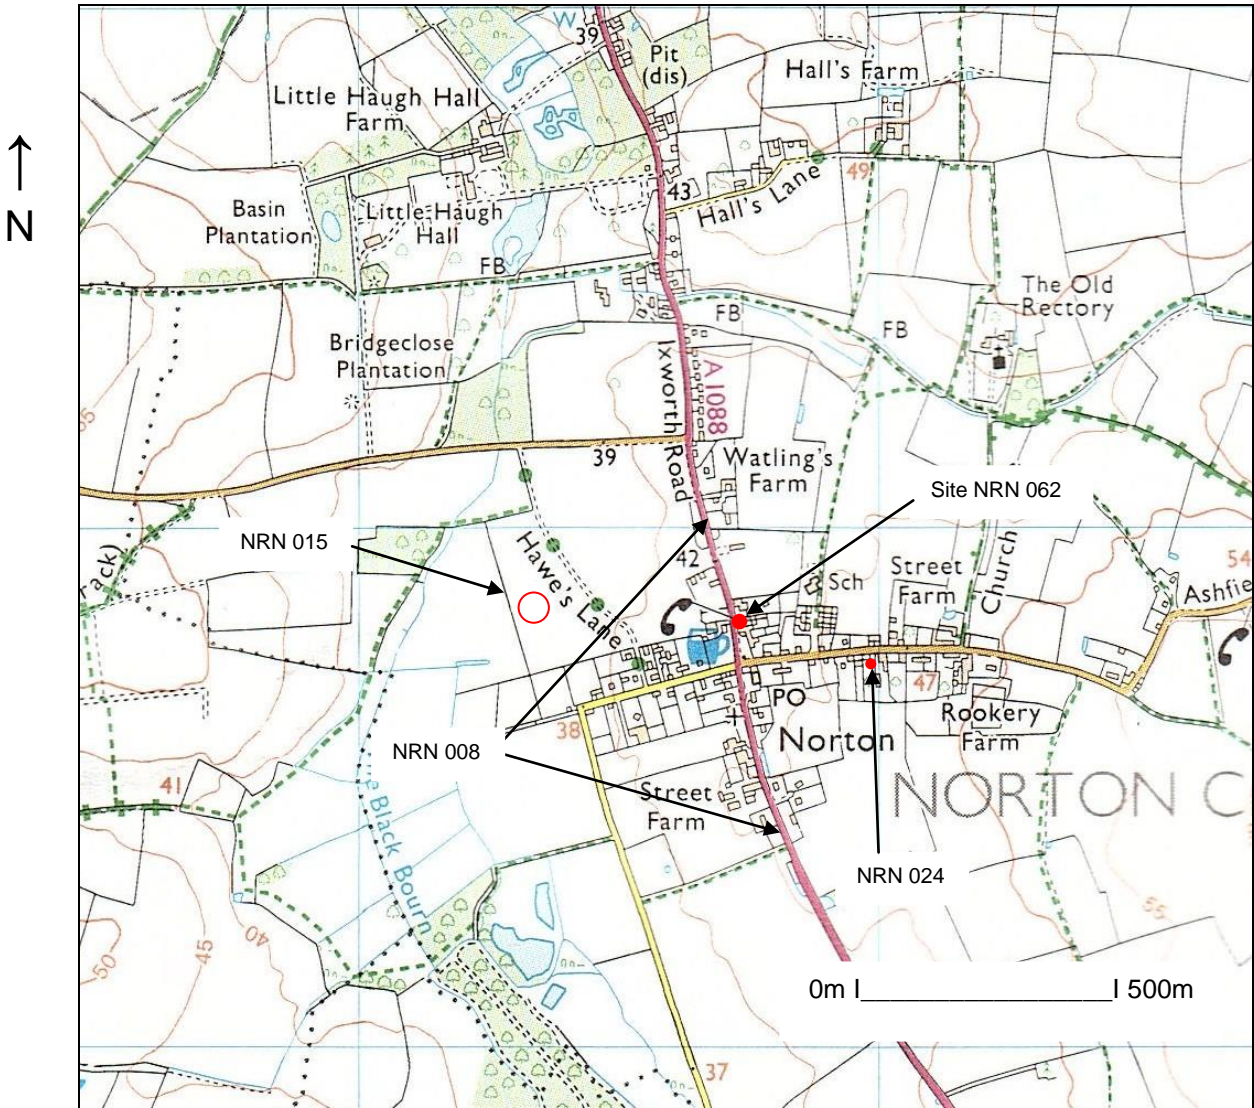 W
39
Pit
(dis)
Hall's Farm
Little Haugh Hall
Farm
↑
N
49
43
Hall's Lane
Basin
Plantation
Little Haugh
Hall
FB
The Old
Rectory
FB
FB
Bridgeclose
Plantation
Ixworth Road
A 1088
39
Watling's
Farm
Site NRN 062
NRN 015
Hawe's Lane
42
Sch
Street
Farm
Church
54
Ashfie
rack)
38
PO
47
Rookery
Farm
Norton
NRN 008
41
Street
Farm
NORTON C
e Black Bourn
NRN 024
55
40
45
50
0m I__________________I 500m
37